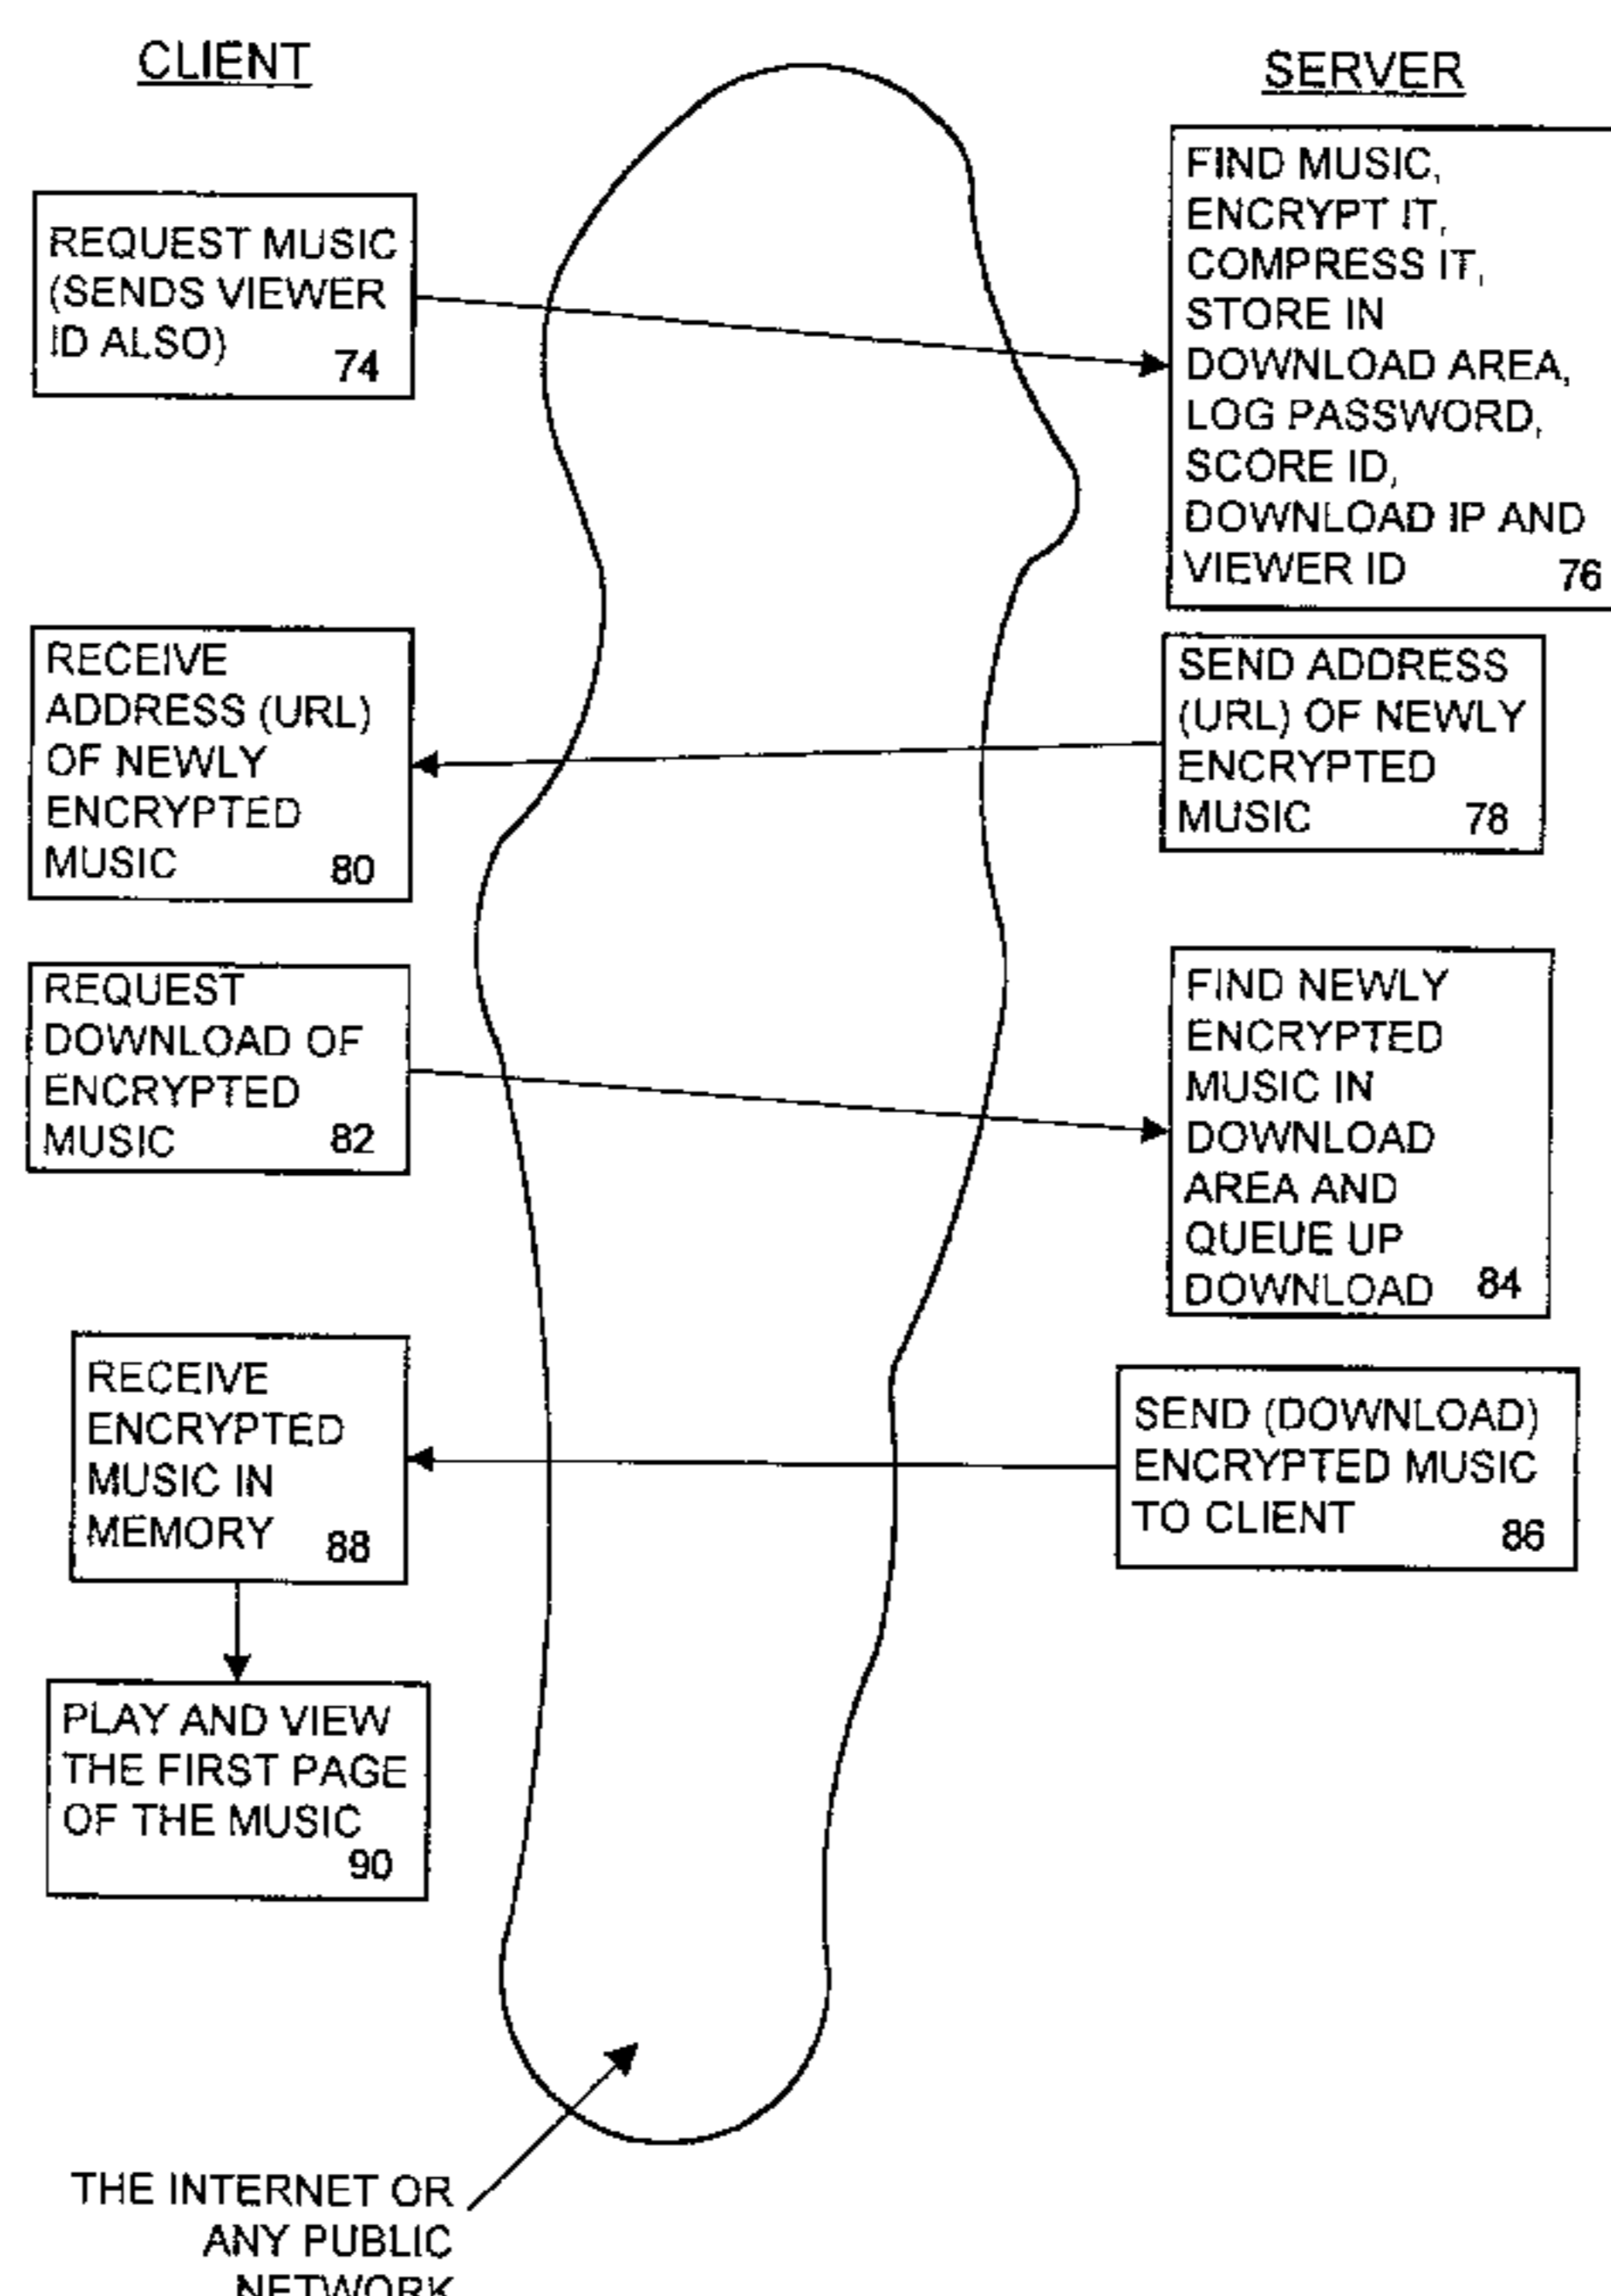 CLIENT
SERVER
REQUEST MUSIC
(SENDS VIEWER
ID ALSO)
74
FIND MUSIC,
ENCRYPT IT,
COMPRESS IT,
STORE IN
DOWNLOAD AREA,
LOG PASSWORD,
SCORE ID,
DOWNLOAD IP AND
VIEWER ID
76
SEND ADDRESS
(URL) OF NEWLY
ENCRYPTED
MUSIC
78
RECEIVE
ADDRESS (URL)
OF NEWLY
ENCRYPTED
MUSIC
80
REQUEST
DOWNLOAD OF
ENCRYPTED
MUSIC
82
FIND NEWLY
ENCRYPTED
MUSIC IN
DOWNLOAD
AREA AND
QUEUE UP
DOWNLOAD
84
SEND (DOWNLOAD)
ENCRYPTED MUSIC
TO CLIENT
86
RECEIVE
ENCRYPTED
MUSIC IN
MEMORY
88
PLAY AND VIEW
THE FIRST PAGE
OF THE MUSIC
90
THE INTERNET OR
ANY PUBLIC
NETWORK